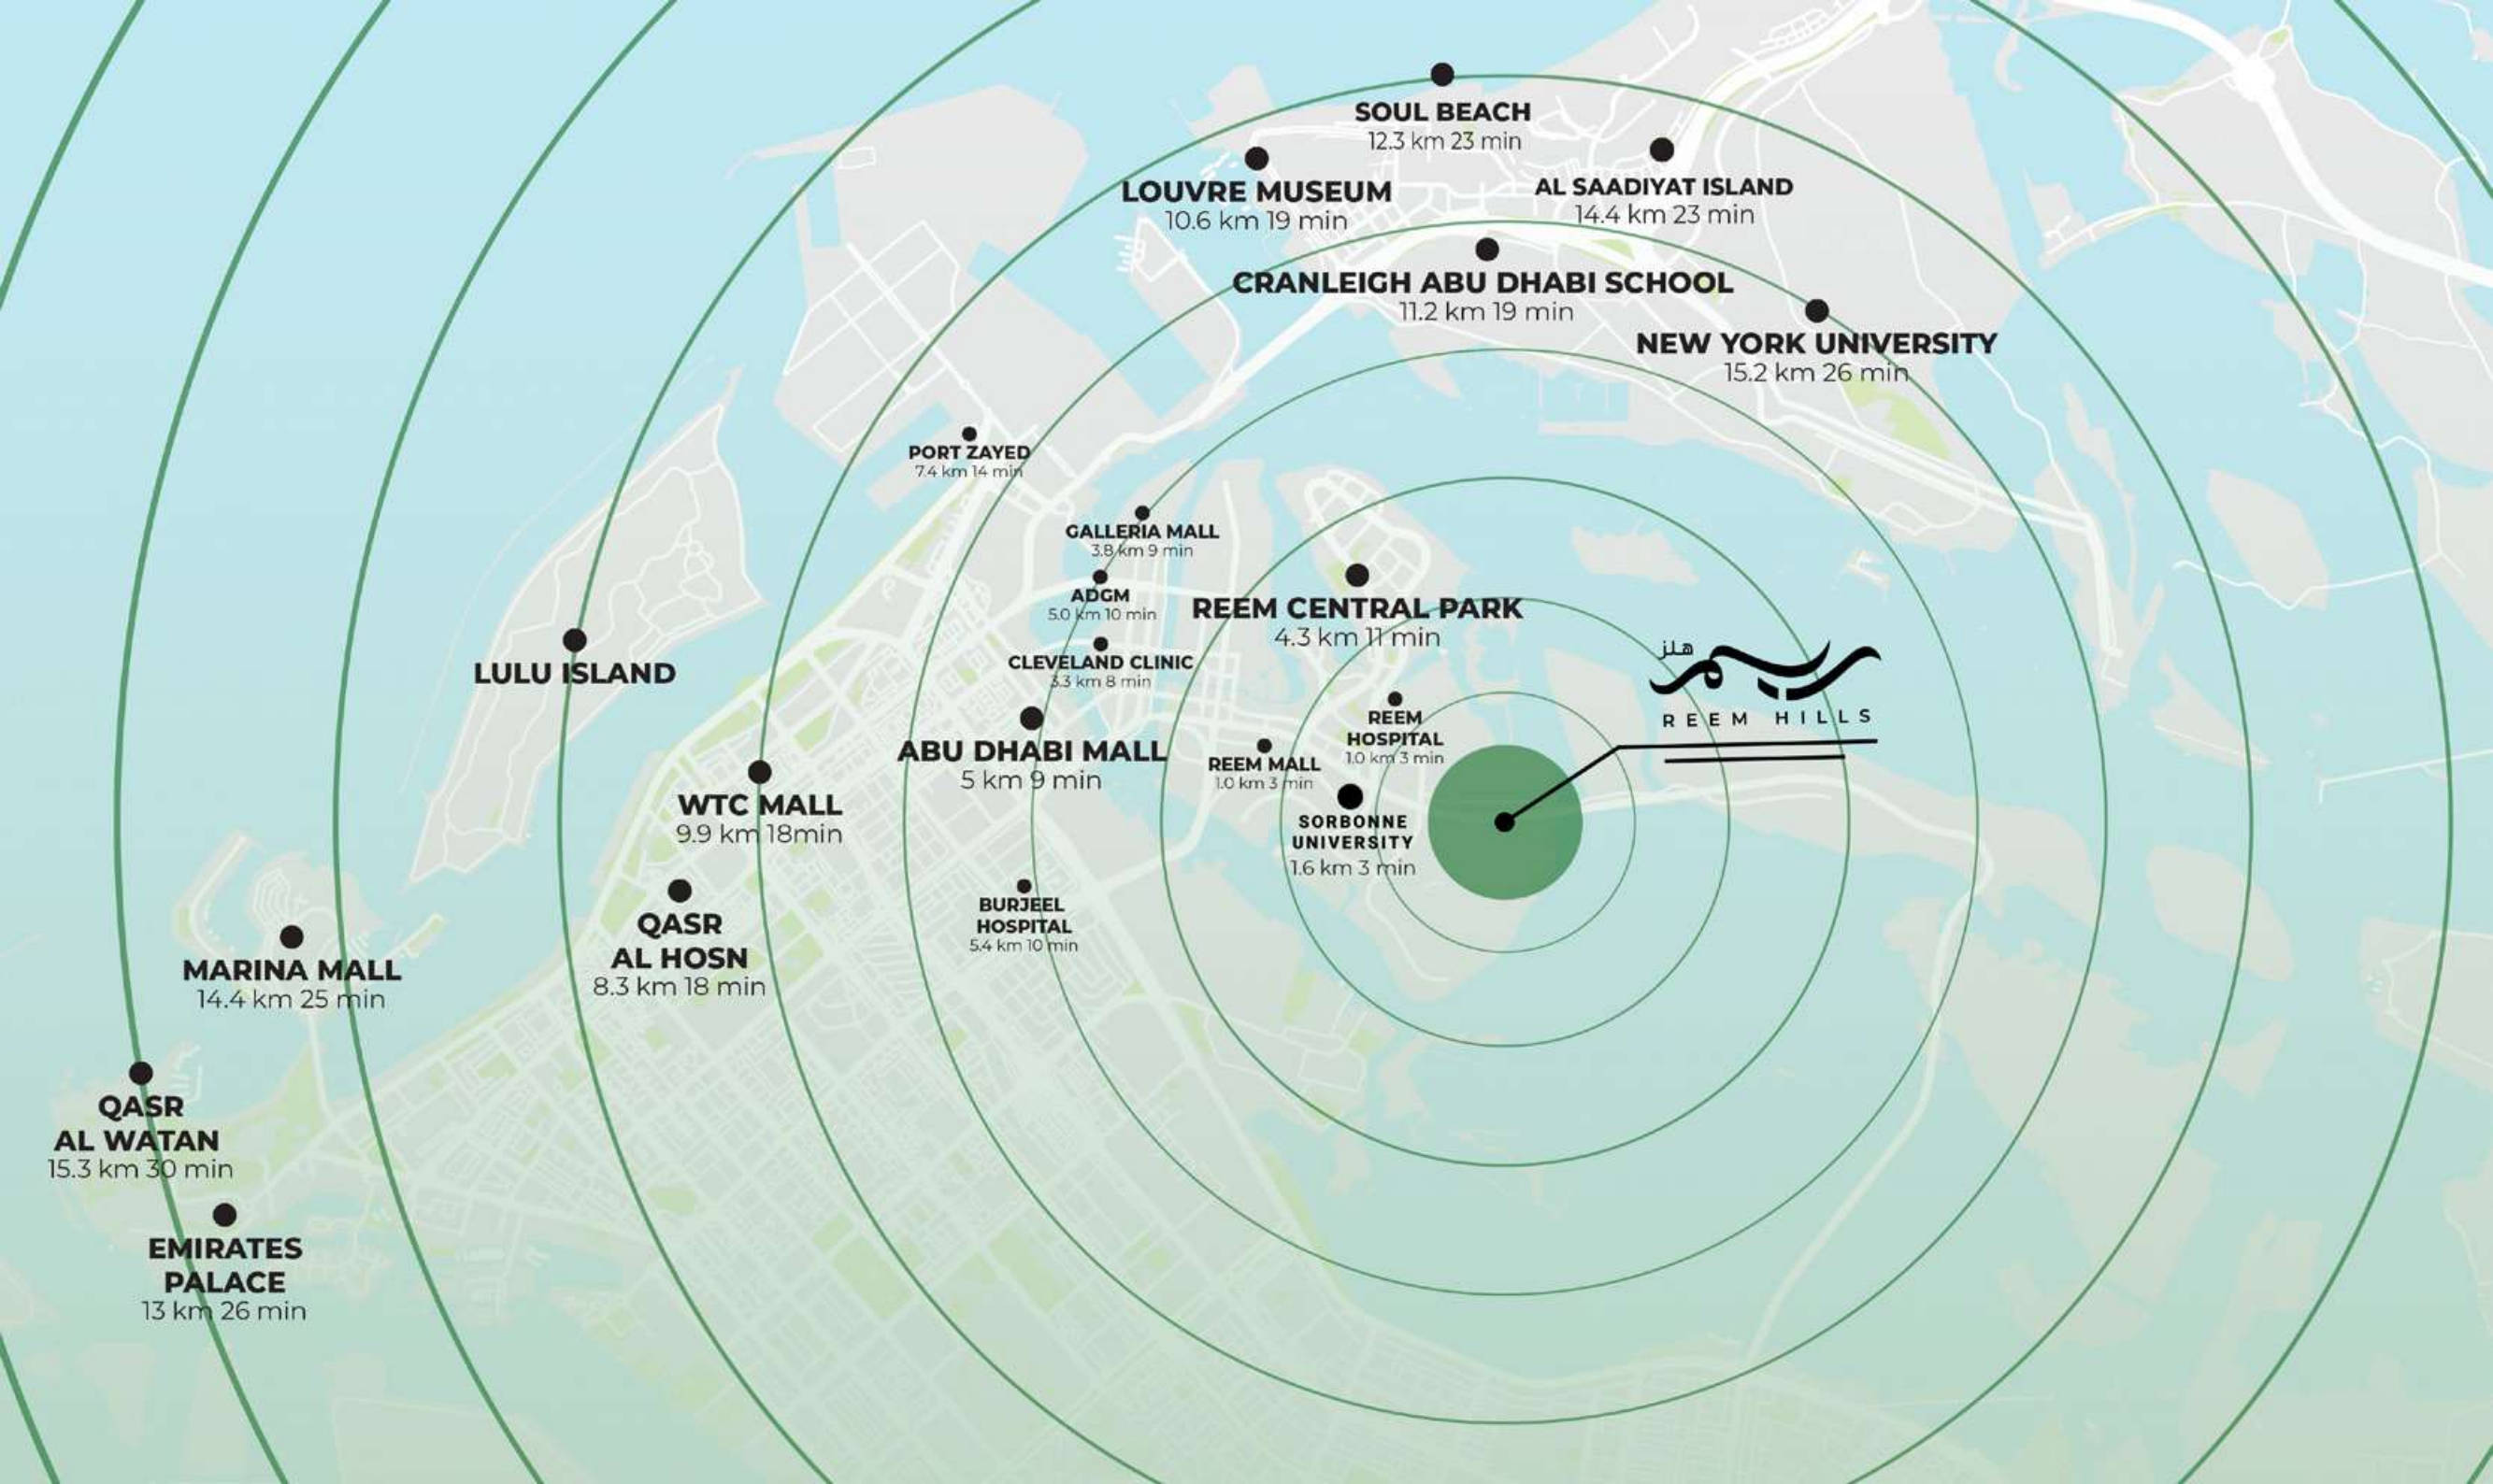 SOUL BEACH
12.3 km 23 min
LOUVRE MUSEUM
10.6 km 19 min
AL SAADIYAT ISLAND
14.4 km 23 min
CRANLEIGH ABU DHABI SCHOOL
11.2 km 19 min
NEW YORK UNIVERSITY
15.2 km 26 min
PORT ZAYED
7.4 km 14 min
GALLERIA MALL
3.8 km 9 min
ADGM
5.0 km 10 min
REEM CENTRAL PARK
4.3 km 11 min
CLEVELAND CLINIC
3.3 km 8 min
LULU ISLAND
هلز
ريم
REEM HILLS
REEM
HOSPITAL
1.0 km 3 min
ABU DHABI MALL
5 km 9 min
REEM MALL
1.0 km 3 min
WTC MALL
9.9 km 18min
SORBONNE
UNIVERSITY
1.6 km 3 min
QASR
AL HOSN
8.3 km 18 min
BURJEEL
HOSPITAL
5.4 km 10 min
MARINA MALL
14.4 km 25 min
QASR
AL WATAN
15.3 km 30 min
EMIRATES
PALACE
13 km 26 min